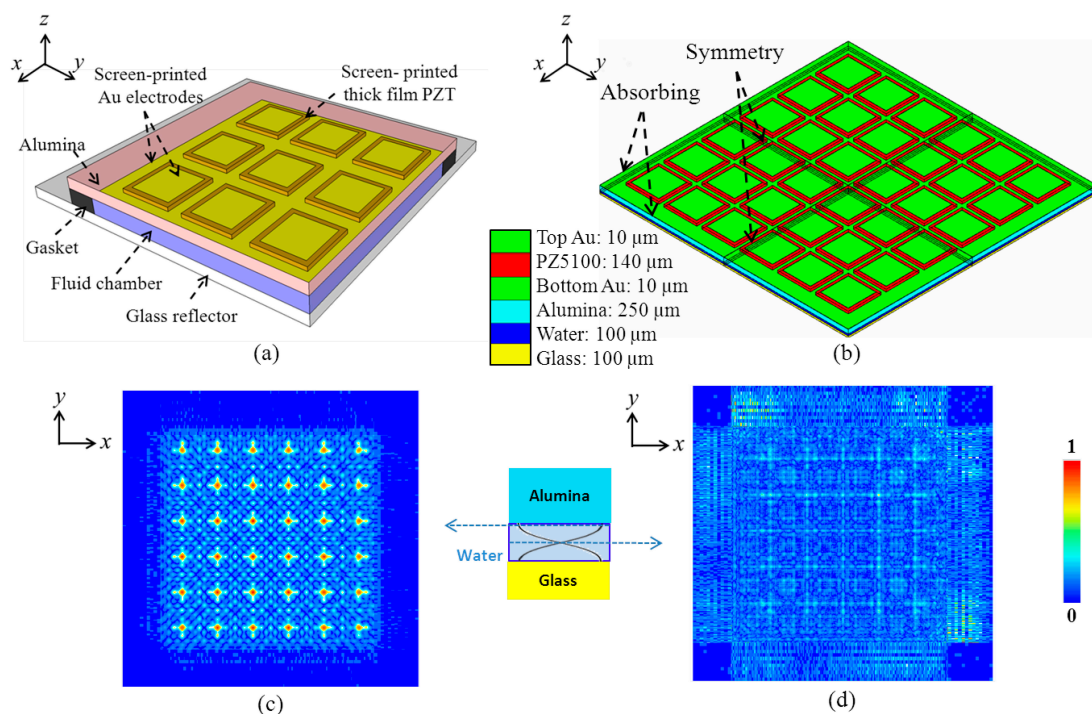 z
x
y
Screen-printed
Au electrodes
Screen- printed
thick film PZT
Alumina
Gasket
Fluid chamber
Glass reflector
(a)
z
x
y
Symmetry
Absorbing
Top Au: 10 µm
PZ5100: 140 µm
Bottom Au: 10 µm
Alumina: 250 µm
Water: 100 µm
Glass: 100 µm
(b)
y
x
(c)
Alumina
Water
Glass
y
x
(d)
1
0